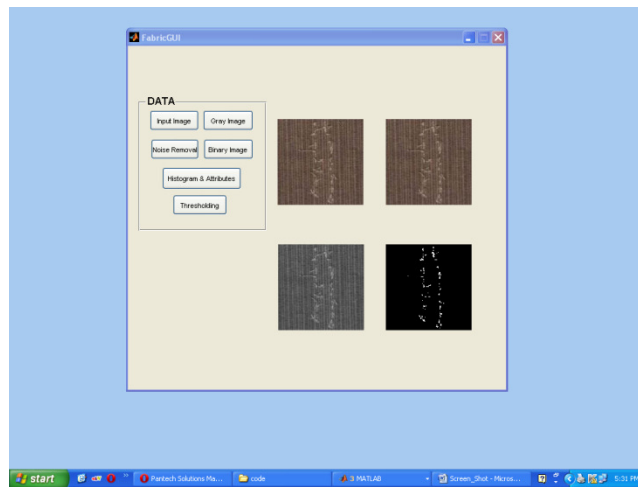 FabricGUI
DATA
Input Image
Gray Image
Noise Removal
Binary Image
Histogram & Attributes
Thresholding
start
Pantech Solutions Ma...
code
3 MATLAB
Screen_Shot - Micros...
5:31 PM